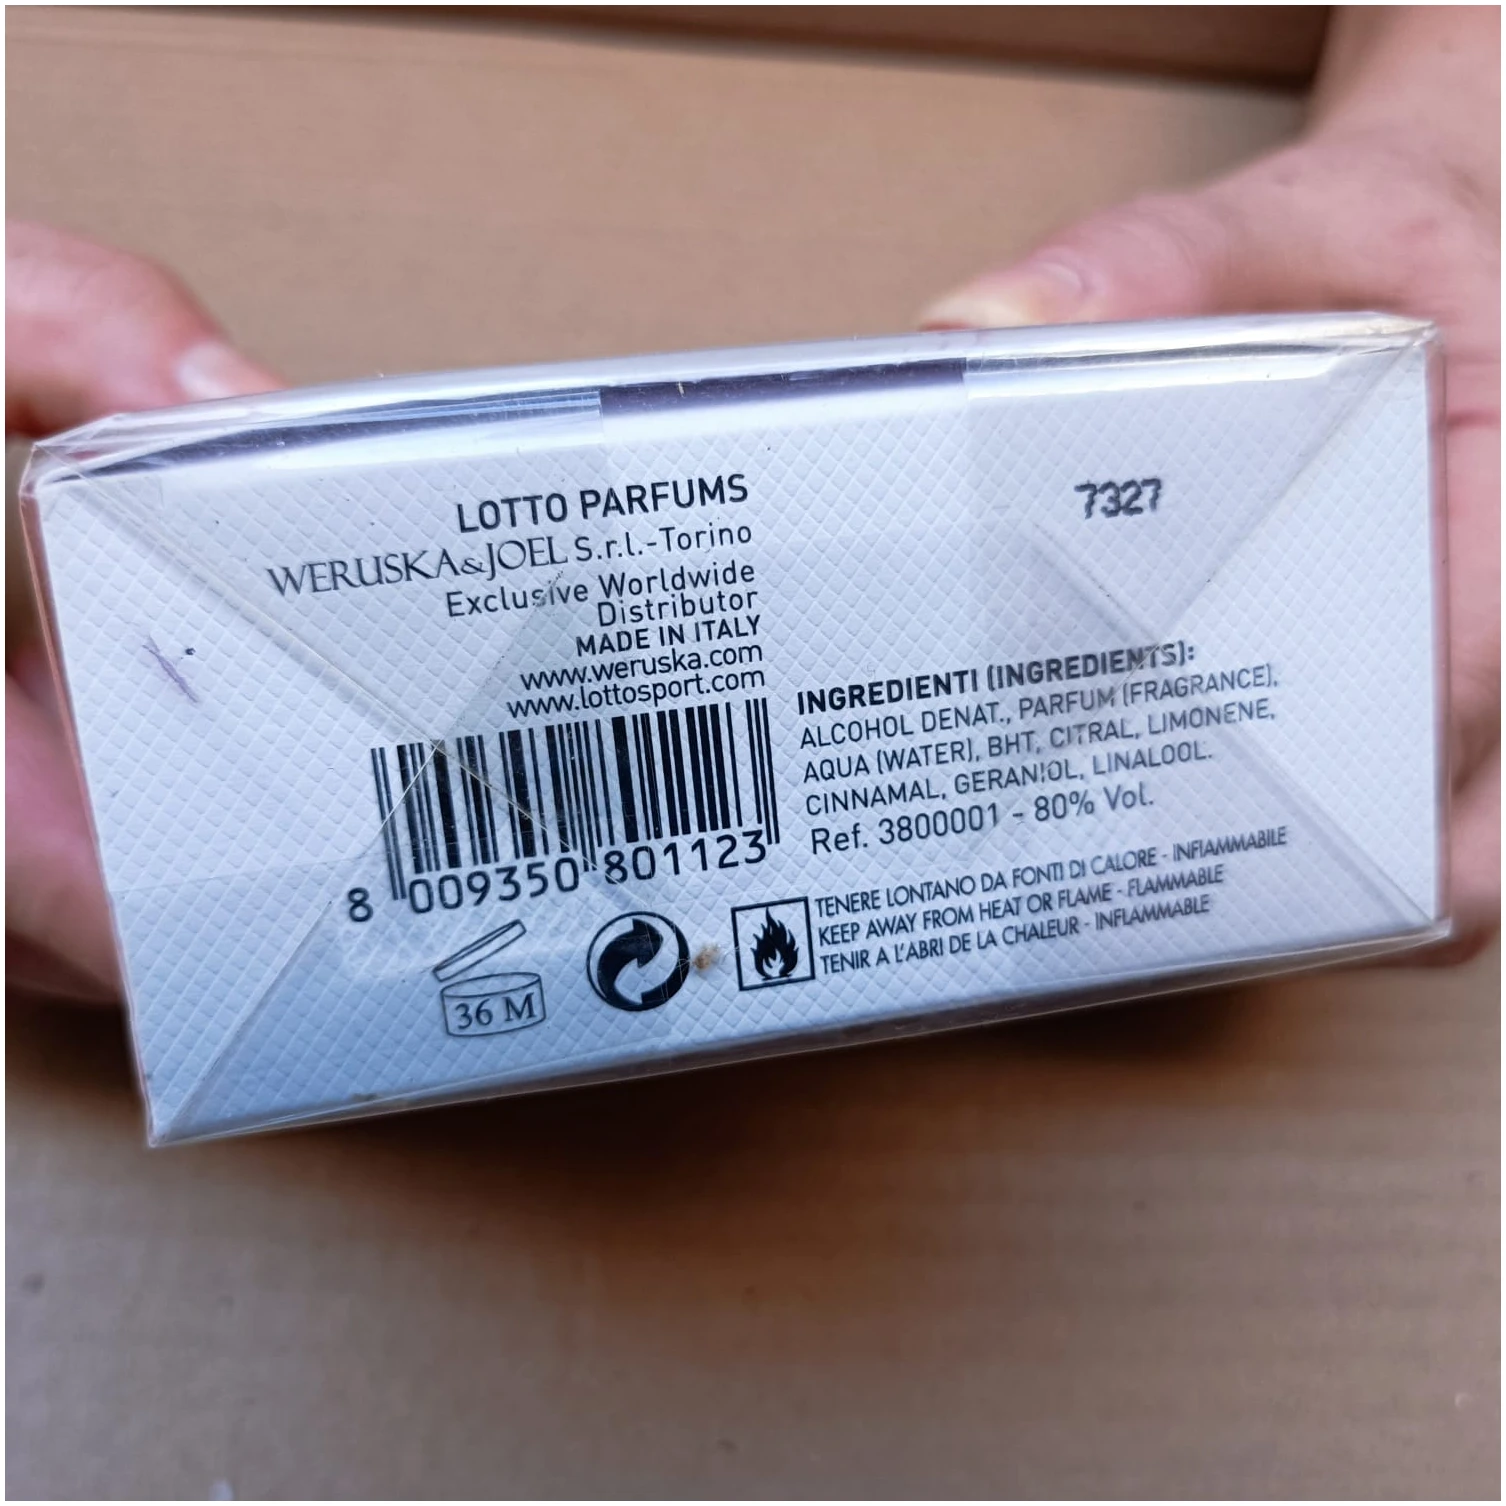 LOTTO PARFUMS
WERUSKA&JOEL S.r.l.-Torino
Exclusive Worldwide
Distributor
MADE IN ITALY
www.weruska.com
www.lottosport.com
8 009350 801123
36 M
7327
INGREDIENTI (INGREDIENTS):
ALCOHOL DENAT., PARFUM (FRAGRANCE),
AQUA (WATER), BHT, CITRAL, LIMONENE,
CINNAMAL, GERANIOL, LINALOOL.
Ref. 3800001 - 80% Vol.
TENERE LONTANO DA FONTI DI CALORE - INFIAMMABILE
KEEP AWAY FROM HEAT OR FLAME - FLAMMABLE
TENIR A L'ABRI DE LA CHALEUR - INFLAMMABLE